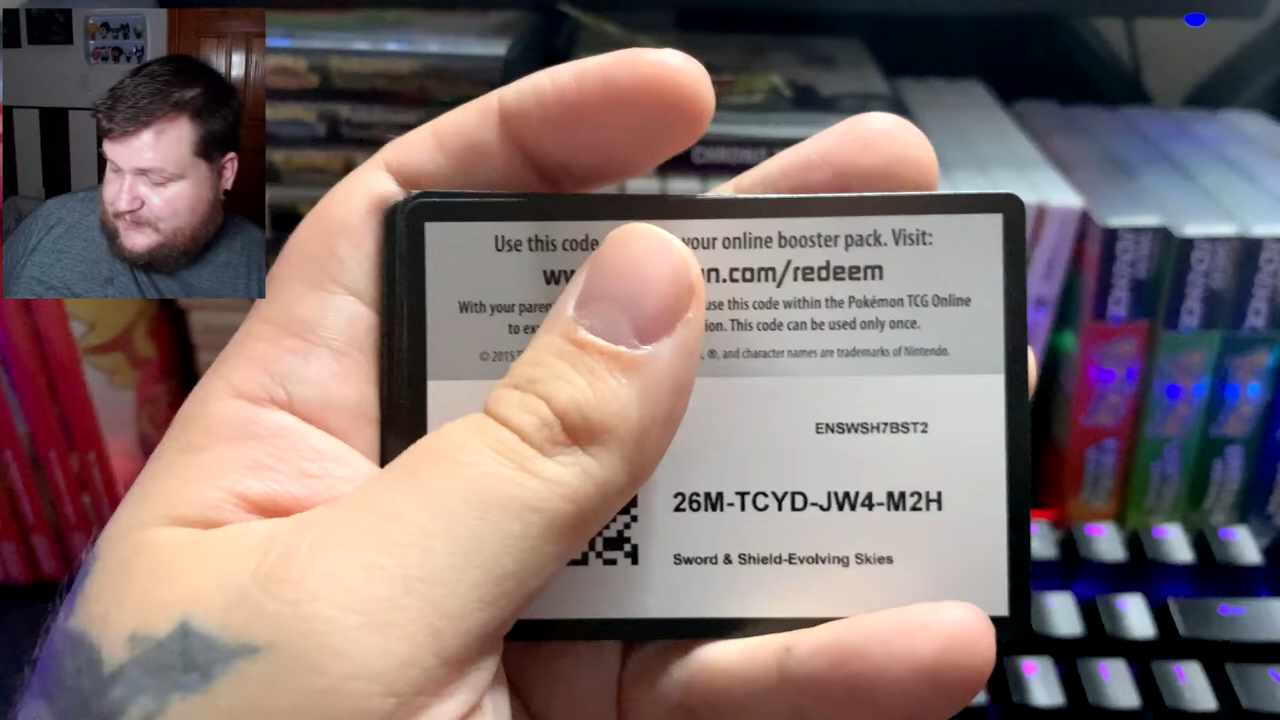 Use this code your online booster pack. Visit:
ww n.com/redeem
With your paren use this code within the Pokémon TCG Online
to ex ion. This code can be used only once.
© 2015 , ®, and character names are trademarks of Nintendo.
ENSWSH7BST2
26M-TCYD-JW4-M2H
Sword & Shield-Evolving Skies